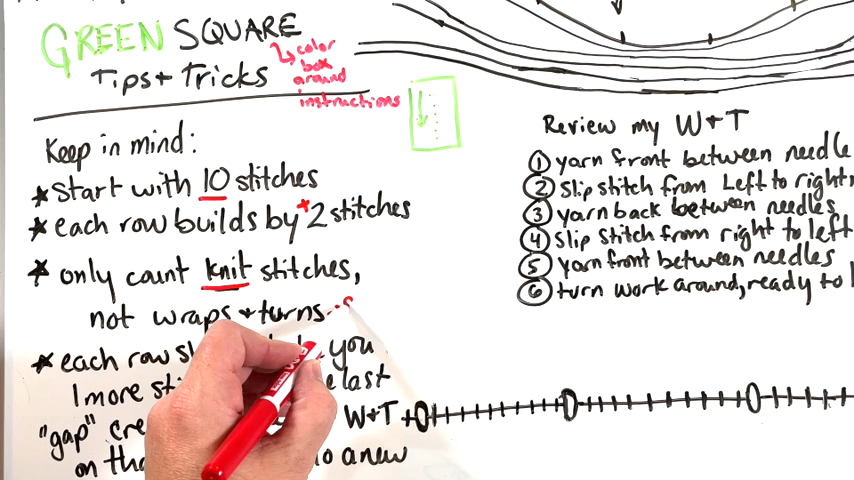 GREEN SQUARE
Tips + Tricks
color
box
around
instructions
Keep in mind:
* Start with 10 stitches
* each row builds by +2 stitches
* only count knit stitches,
not wraps + turns
* each row you
1 more last
"gap" W+T
on a new
Review my W+T
① yarn front between needle
② slip stitch from Left to right,
③ yarn back between needles
④ slip stitch from right to left
⑤ yarn front between needles
⑥ turn work around, ready to